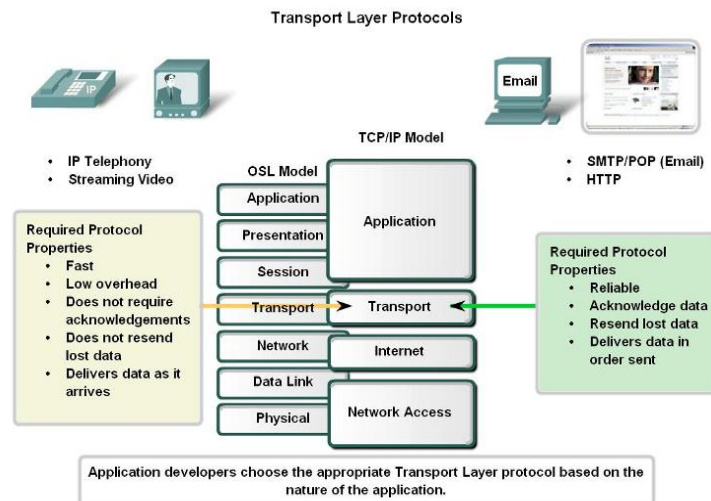 Transport Layer Protocols
IP
Email
• IP Telephony
• Streaming Video
• SMTP/POP (Email)
• HTTP
OSL Model
TCP/IP Model
Application
Presentation
Session
Transport
Network
Data Link
Physical
Application
Transport
Internet
Network Access
Required Protocol
Properties
• Fast
• Low overhead
• Does not require
acknowledgements
• Does not resend
lost data
• Delivers data as it
arrives
Required Protocol
Properties
• Reliable
• Acknowledge data
• Resend lost data
• Delivers data in
order sent
Application developers choose the appropriate Transport Layer protocol based on the
nature of the application.